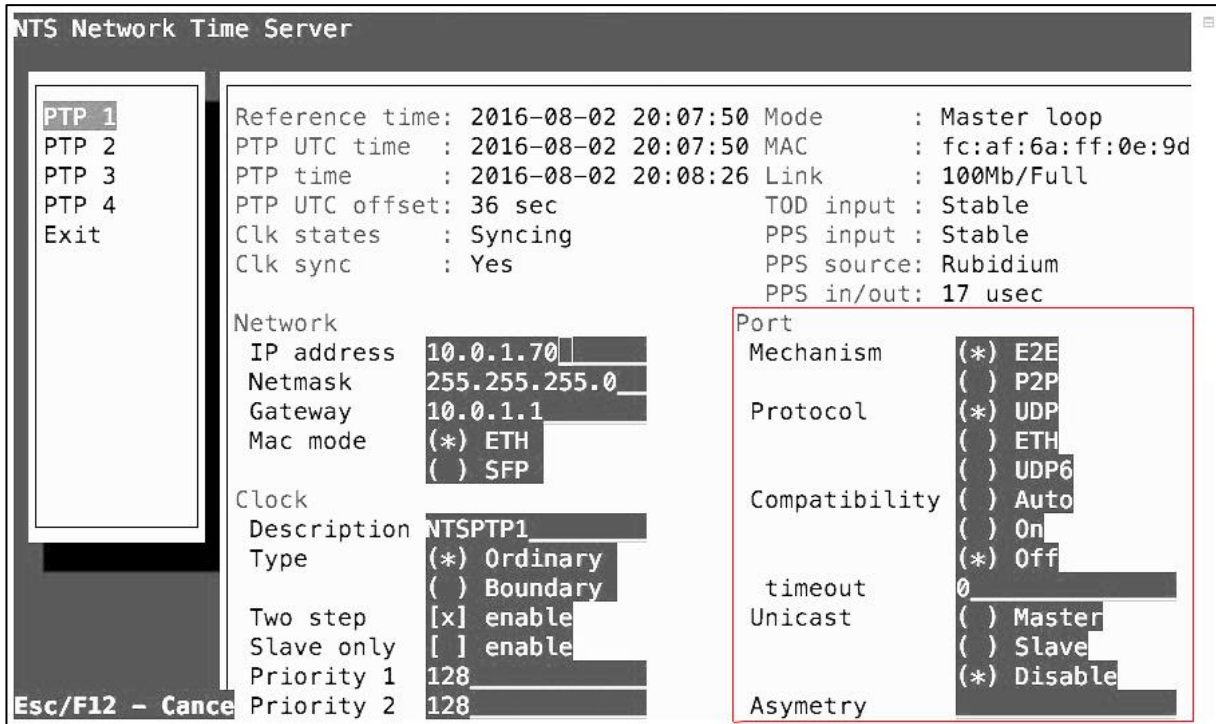 NTS Network Time Server
PTP 1
PTP 2
PTP 3
PTP 4
Exit
Reference time: 2016-08-02 20:07:50 Mode : Master loop
PTP UTC time : 2016-08-02 20:07:50 MAC : fc:af:6a:ff:0e:9d
PTP time : 2016-08-02 20:08:26 Link : 100Mb/Full
PTP UTC offset: 36 sec TOD input : Stable
Clk states : Syncing PPS input : Stable
Clk sync : Yes PPS source: Rubidium
PPS in/out: 17 usec
Network
IP address 10.0.1.70
Netmask 255.255.255.0__
Gateway 10.0.1.1
Mac mode (*) ETH
( ) SFP
Clock
Description NTSPTP1
Type (*) Ordinary
( ) Boundary
Two step [x] enable
Slave only [ ] enable
Priority 1 128
Priority 2 128
Port
Mechanism (*) E2E
( ) P2P
Protocol (*) UDP
( ) ETH
( ) UDP6
Compatibility ( ) Auto
( ) On
(*) Off
timeout 0
Unicast ( ) Master
( ) Slave
(*) Disable
Asymetry
Esc/F12 - Cance